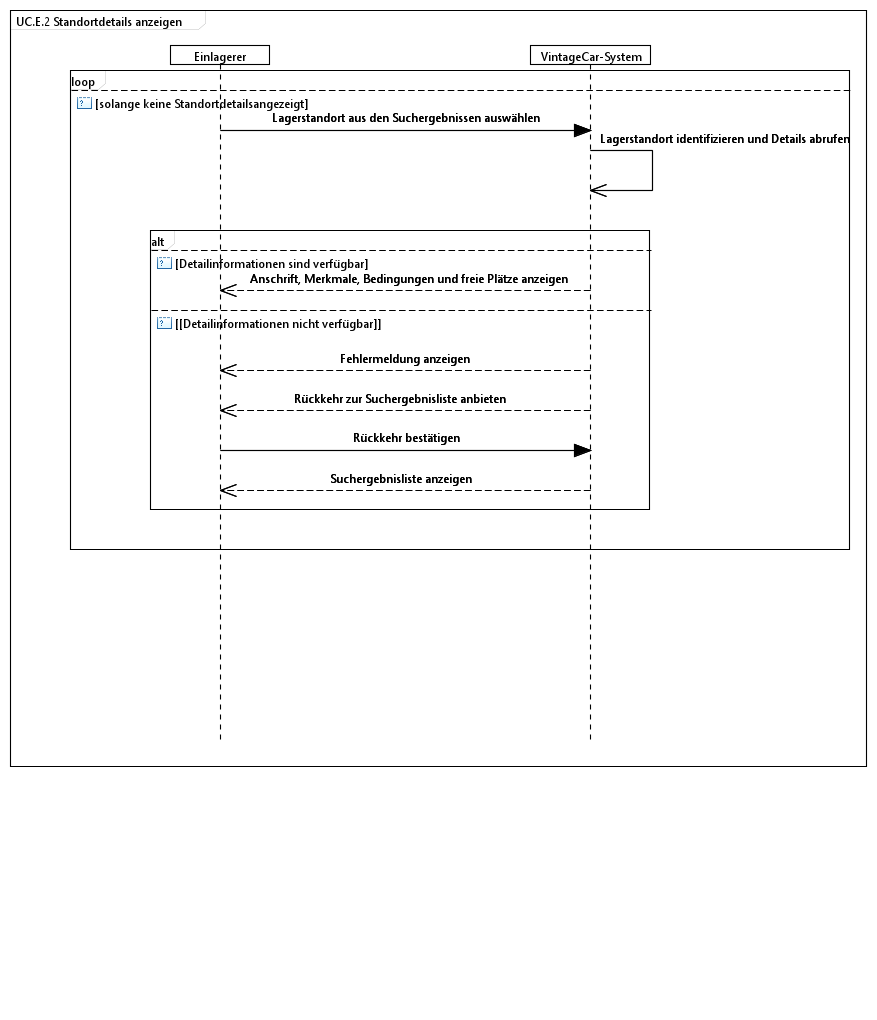 UC.E.2 Standortdetails anzeigen
Einlagerer
VintageCar-System
loop
[solange keine Standortdetailsangezeigt]
Lagerstandort aus den Suchergebnissen auswählen
Lagerstandort identifizieren und Details abrufen
alt
[Detailinformationen sind verfügbar]
Anschrift, Merkmale, Bedingungen und freie Plätze anzeigen
[[Detailinformationen nicht verfügbar]]
Fehlermeldung anzeigen
Rückkehr zur Suchergebnisliste anbieten
Rückkehr bestätigen
Suchergebnisliste anzeigen